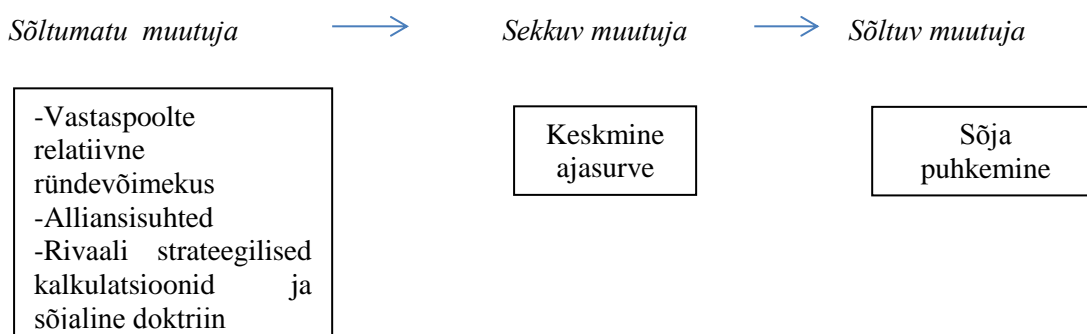 Sõltumatu muutuja
Sekkuv muutuja
Sõltuv muutuja
-Vastaspoolte
relatiivne
ründevõimekus
-Alliansisuhted
-Rivaali strateegilised
kalkulatsioonid ja
sõjaline doktriin
Keskmine
ajasurve
Sõja
puhkemine